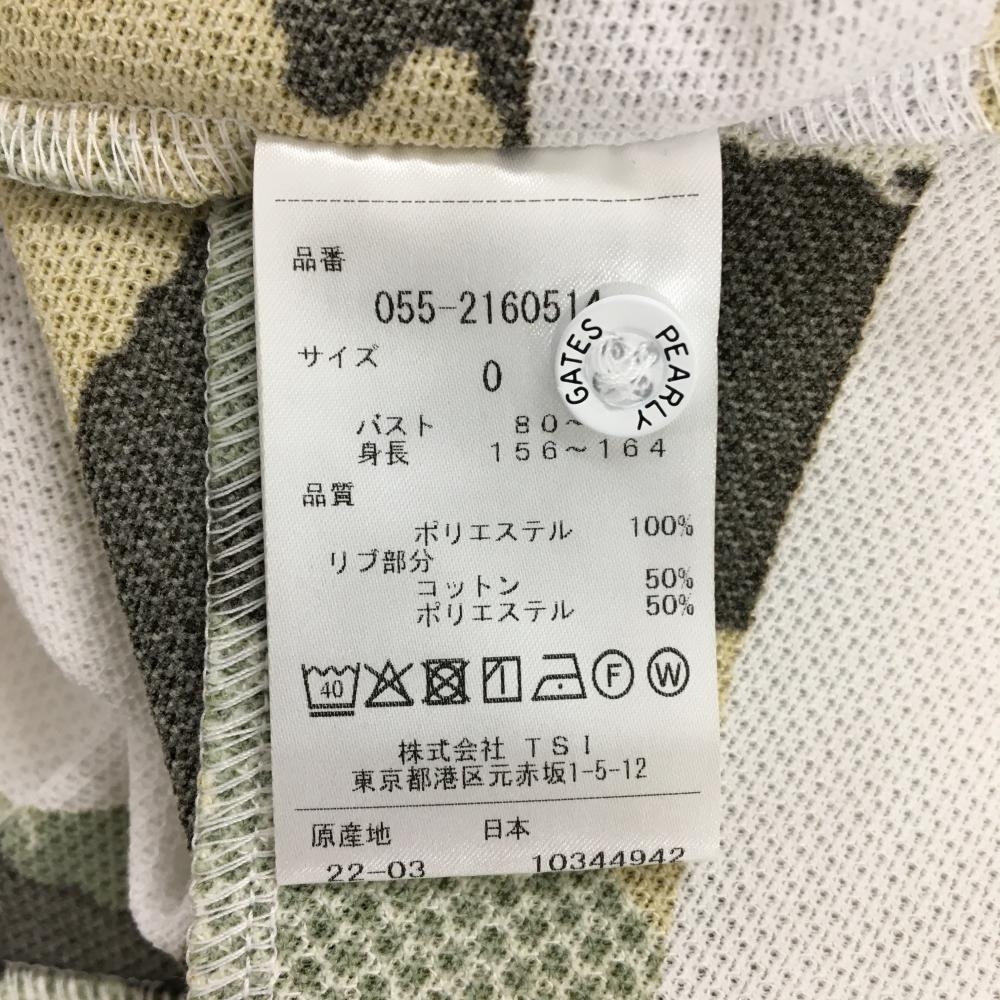 品番
055-2160514
サイズ
0
バスト 80~
身長 156~164
品質
ポリエステル 100%
リブ部分
コットン 50%
ポリエステル 50%
40 F W
株式会社 TSI
東京都港区元赤坂1-5-12
原産地 日本
22-03 10344942
PEARLY GATES